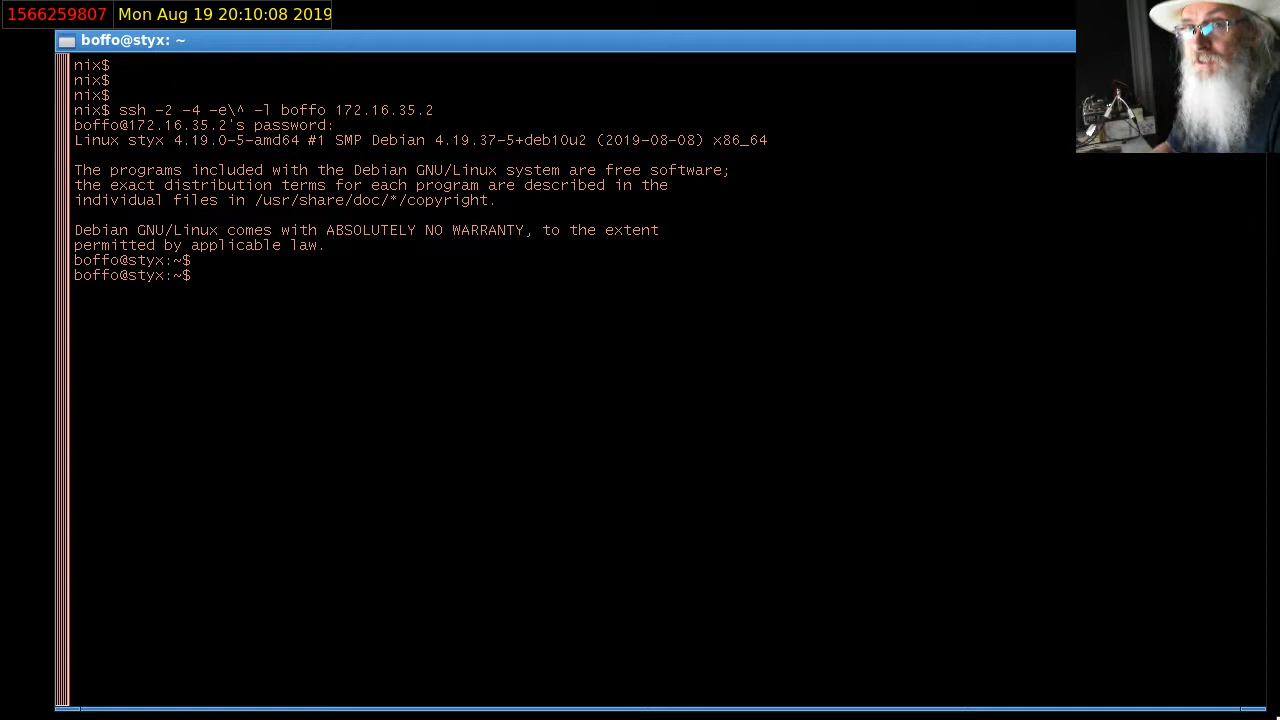 1566259807 Mon Aug 19 20:10:08 2019
boffo@styx: ~
nix$
nix$
nix$
nix$ ssh -2 -4 -e\^ -l boffo 172.16.35.2
boffo@172.16.35.2's password:
Linux styx 4.19.0-5-amd64 #1 SMP Debian 4.19.37-5+deb10u2 (2019-08-08) x86_64
The programs included with the Debian GNU/Linux system are free software;
the exact distribution terms for each program are described in the
individual files in /usr/share/doc/*/copyright.
Debian GNU/Linux comes with ABSOLUTELY NO WARRANTY, to the extent
permitted by applicable law.
boffo@styx:~$
boffo@styx:~$